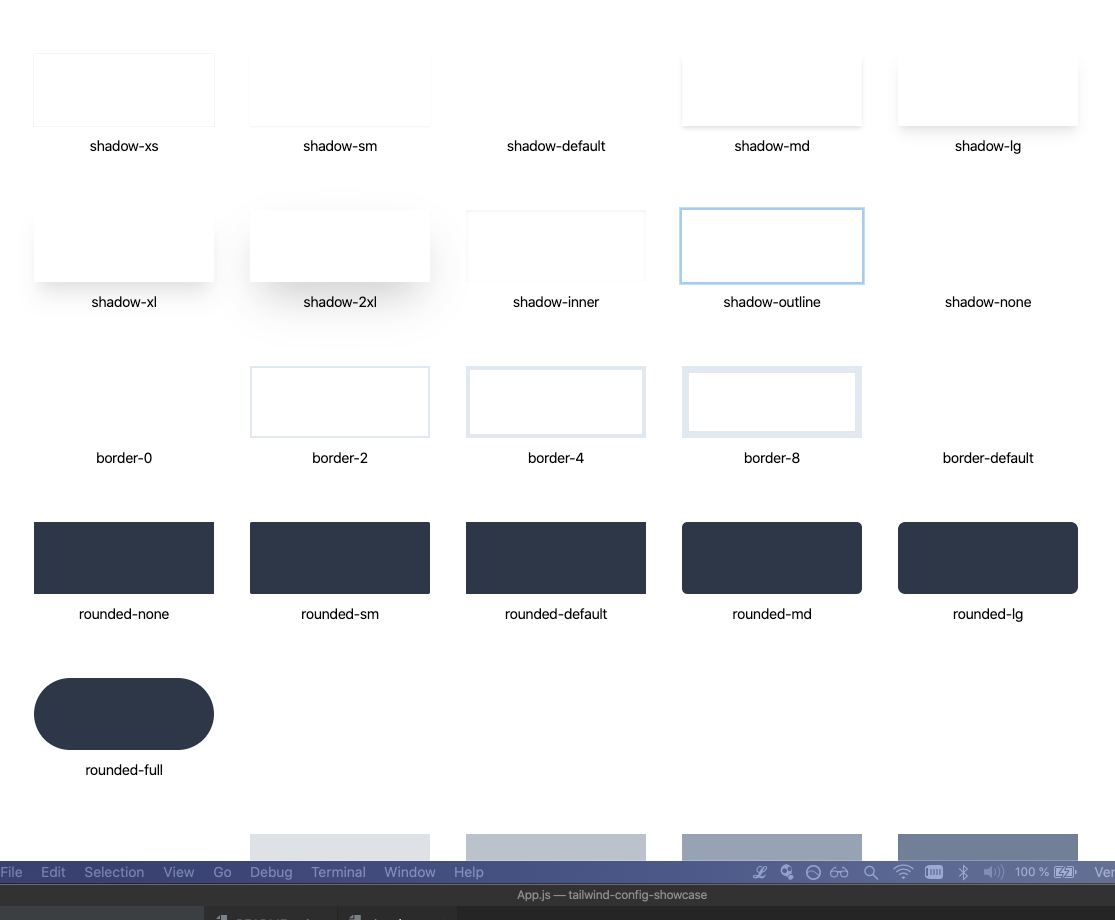 shadow-xs shadow-sm shadow-default shadow-md shadow-lg
shadow-xl shadow-2xl shadow-inner shadow-outline shadow-none
border-0 border-2 border-4 border-8 border-default
rounded-none rounded-sm rounded-default rounded-md rounded-lg
rounded-full
File Edit Selection View Go Debug Terminal Window Help 100 %
App.js — tailwind-config-showcase